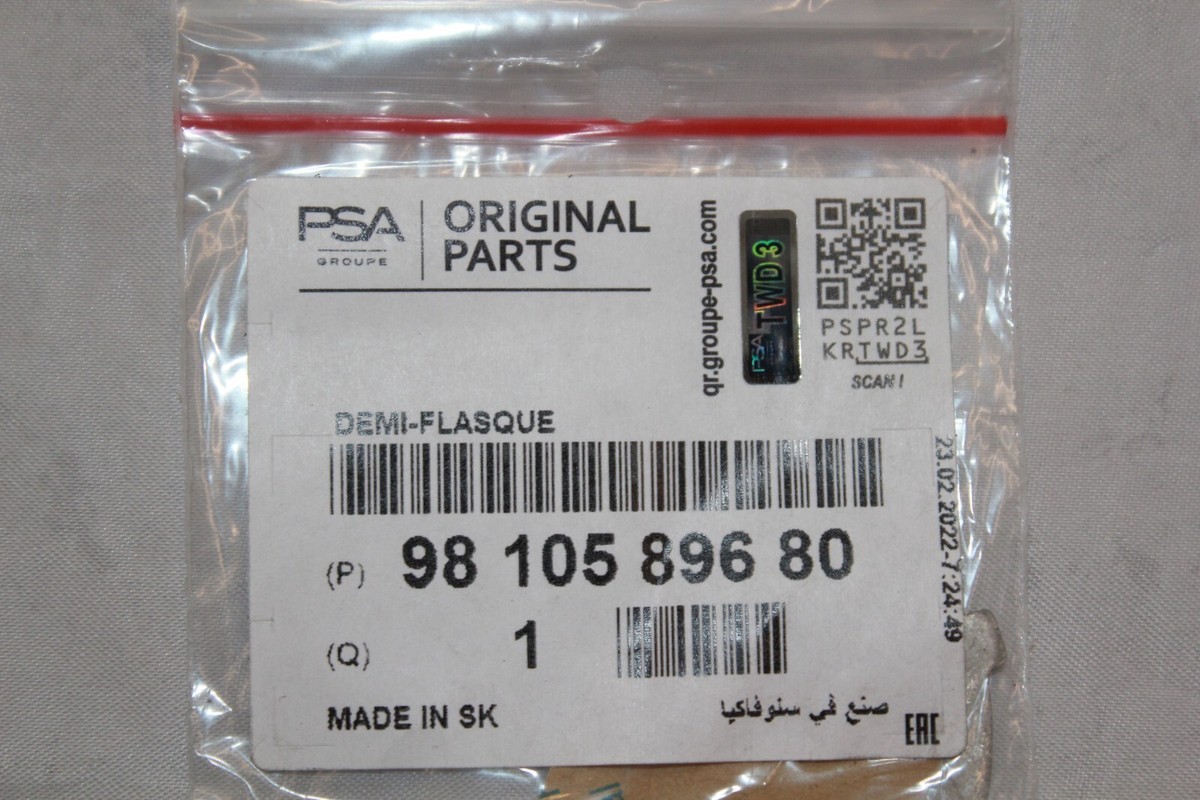 PSA
GROUPE
ORIGINAL
PARTS
qr.groupe-psa.com
PSA TWD3
PSPR2L
KRTWD3
SCAN !
DEMI-FLASQUE
(P) 98 105 896 80
(Q) 1
23.02.2022-7:24:49
MADE IN SK
صنع في سلوفاكيا
EAC